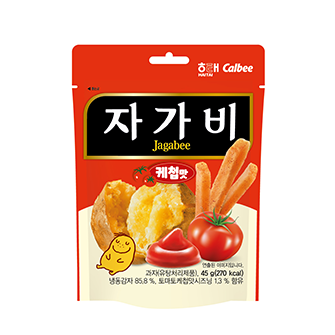 해태 Calbee
HAITAI
자가비
Jagabee
케첩맛
연출된 이미지입니다.
과자(유탕처리제품), 45 g (270 kcal)
냉동감자 85.8 %, 토마토케첩맛시즈닝 1.3 % 함유